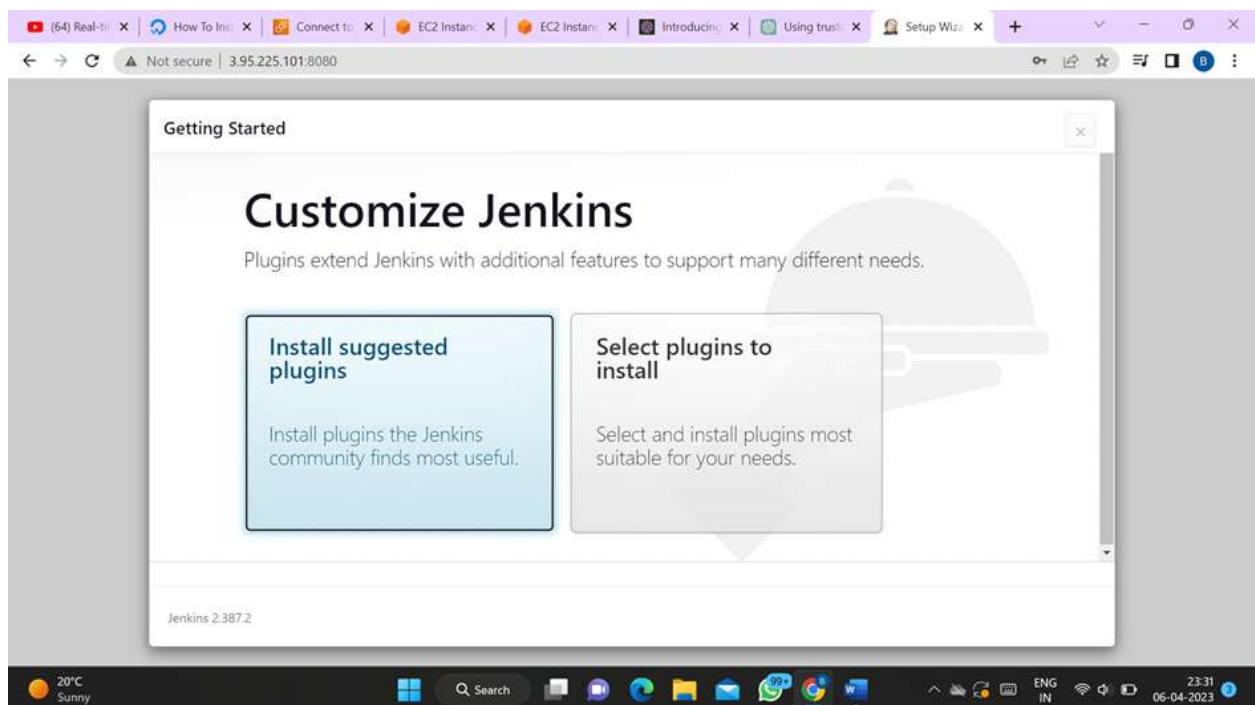 (64) Real-ti
How To Ins
Connect to
EC2 Instanc
EC2 Instanc
Introducing
Using trusti
Setup Wiza
Not secure | 3.95.225.101:8080
B
Getting Started
Customize Jenkins
Plugins extend Jenkins with additional features to support many different needs.
Install suggested
plugins
Install plugins the Jenkins
community finds most useful.
Select plugins to
install
Select and install plugins most
suitable for your needs.
Jenkins 2.387.2
20°C
Sunny
Search
99+
ENG
IN
23:31
06-04-2023
3